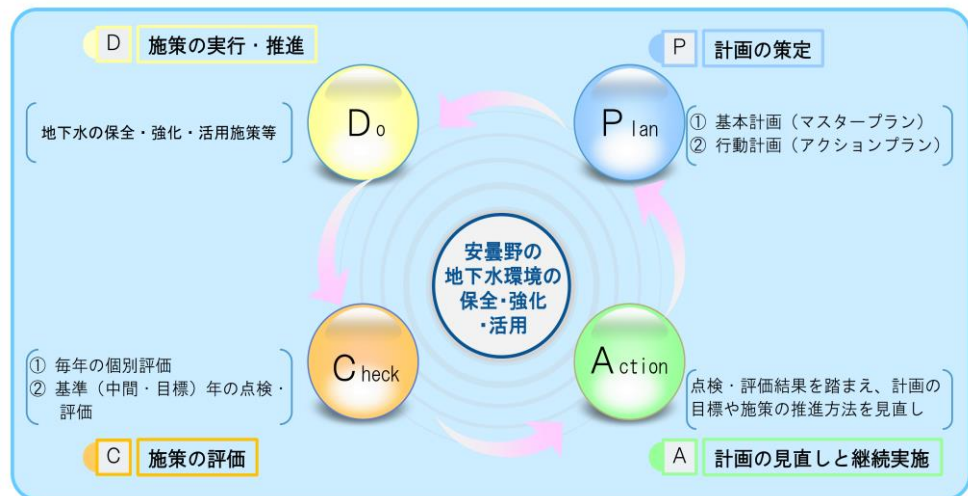 D 施策の実行・推進
P 計画の策定
Do
Plan
地下水の保全・強化・活用施策等
① 基本計画（マスタープラン）
② 行動計画（アクションプラン）
安曇野の
地下水環境の
保全・強化
・活用
Check
Action
① 毎年の個別評価
② 基準（中間・目標）年の点検・
評価
点検・評価結果を踏まえ、計画の
目標や施策の推進方法を見直し
C 施策の評価
A 計画の見直しと継続実施